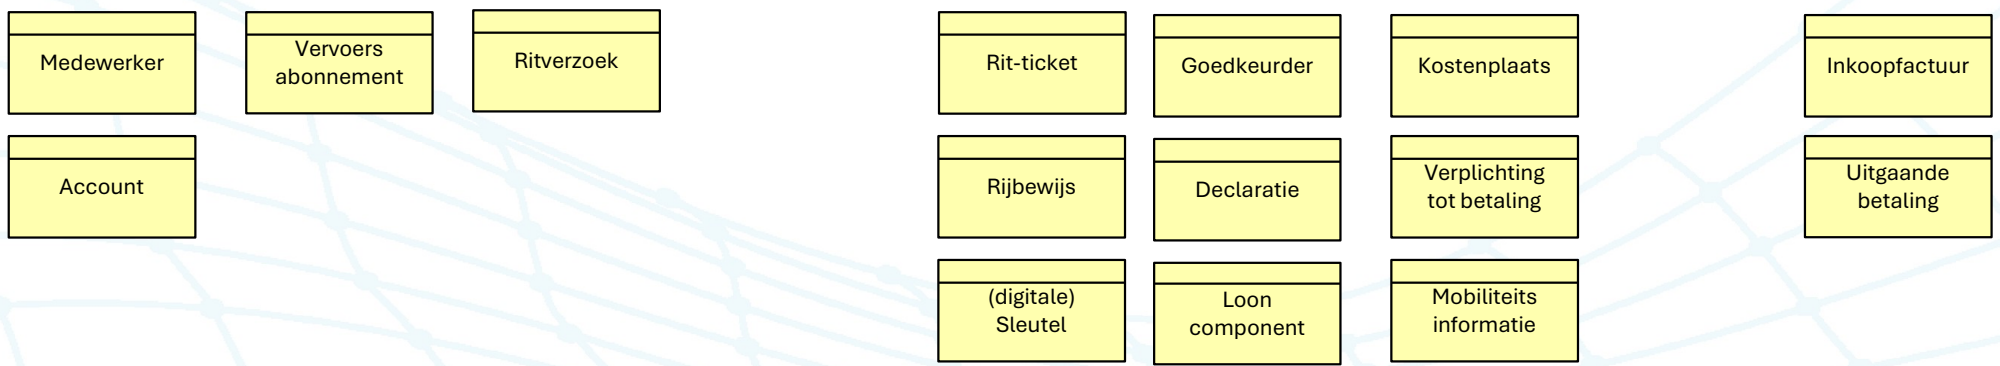 Medewerker
Vervoers
abonnement
Ritverzoek
Rit-ticket
Goedkeurder
Kostenplaats
Inkoopfactuur
Account
Rijbewijs
Declaratie
Verplichting
tot betaling
Uitgaande
betaling
(digitale)
Sleutel
Loon
component
Mobiliteits
informatie